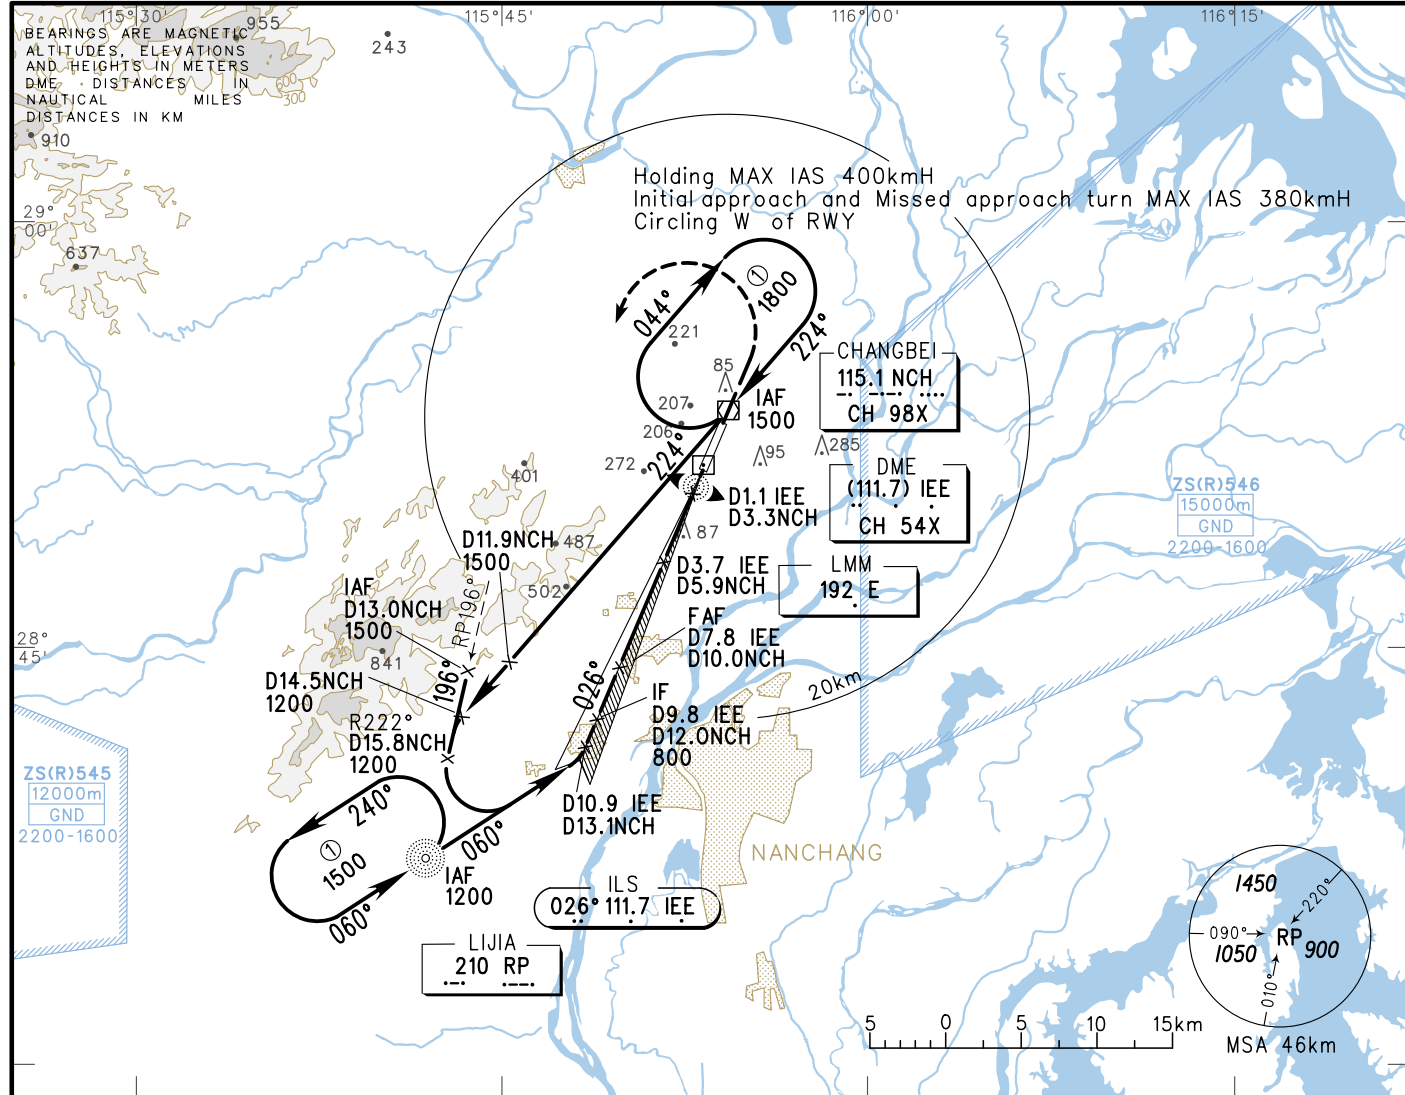 115°30'
115°45'
116°00'
116°15'
BEARINGS ARE MAGNETIC
ALTITUDES, ELEVATIONS
AND HEIGHTS IN METERS
DME DISTANCES IN
NAUTICAL MILES
DISTANCES IN KM
955
243
600
300
910
29°
00'
637
Holding MAX IAS 400kmH
Initial approach and Missed approach turn MAX IAS 380kmH
Circling W of RWY
1
1800
044°
224°
221
85
CHANGBEI
115.1 NCH
CH 98X
IAF
1500
207
206
224°
272
95
285
401
DME
(111.7) IEE
CH 54X
D1.1 IEE
D3.3NCH
ZS(R)546
15000m
GND
2200-1600
87
D11.9NCH
1500
487
502
D3.7 IEE
D5.9NCH
LMM
192 E
IAF
D13.0NCH
1500
RP196°
FAF
D7.8 IEE
D10.0NCH
28°
45'
841
196°
026°
20km
D14.5NCH
1200
IF
D9.8 IEE
D12.0NCH
800
R222°
D15.8NCH
1200
ZS(R)545
12000m
GND
2200-1600
240°
D10.9 IEE
D13.1NCH
060°
NANCHANG
1
1500
060°
IAF
1200
ILS
026° 111.7 IEE
LIJIA
210 RP
1450
220°
090°
RP
1050
900
010°
MSA 46km
5 0 5 10 15km